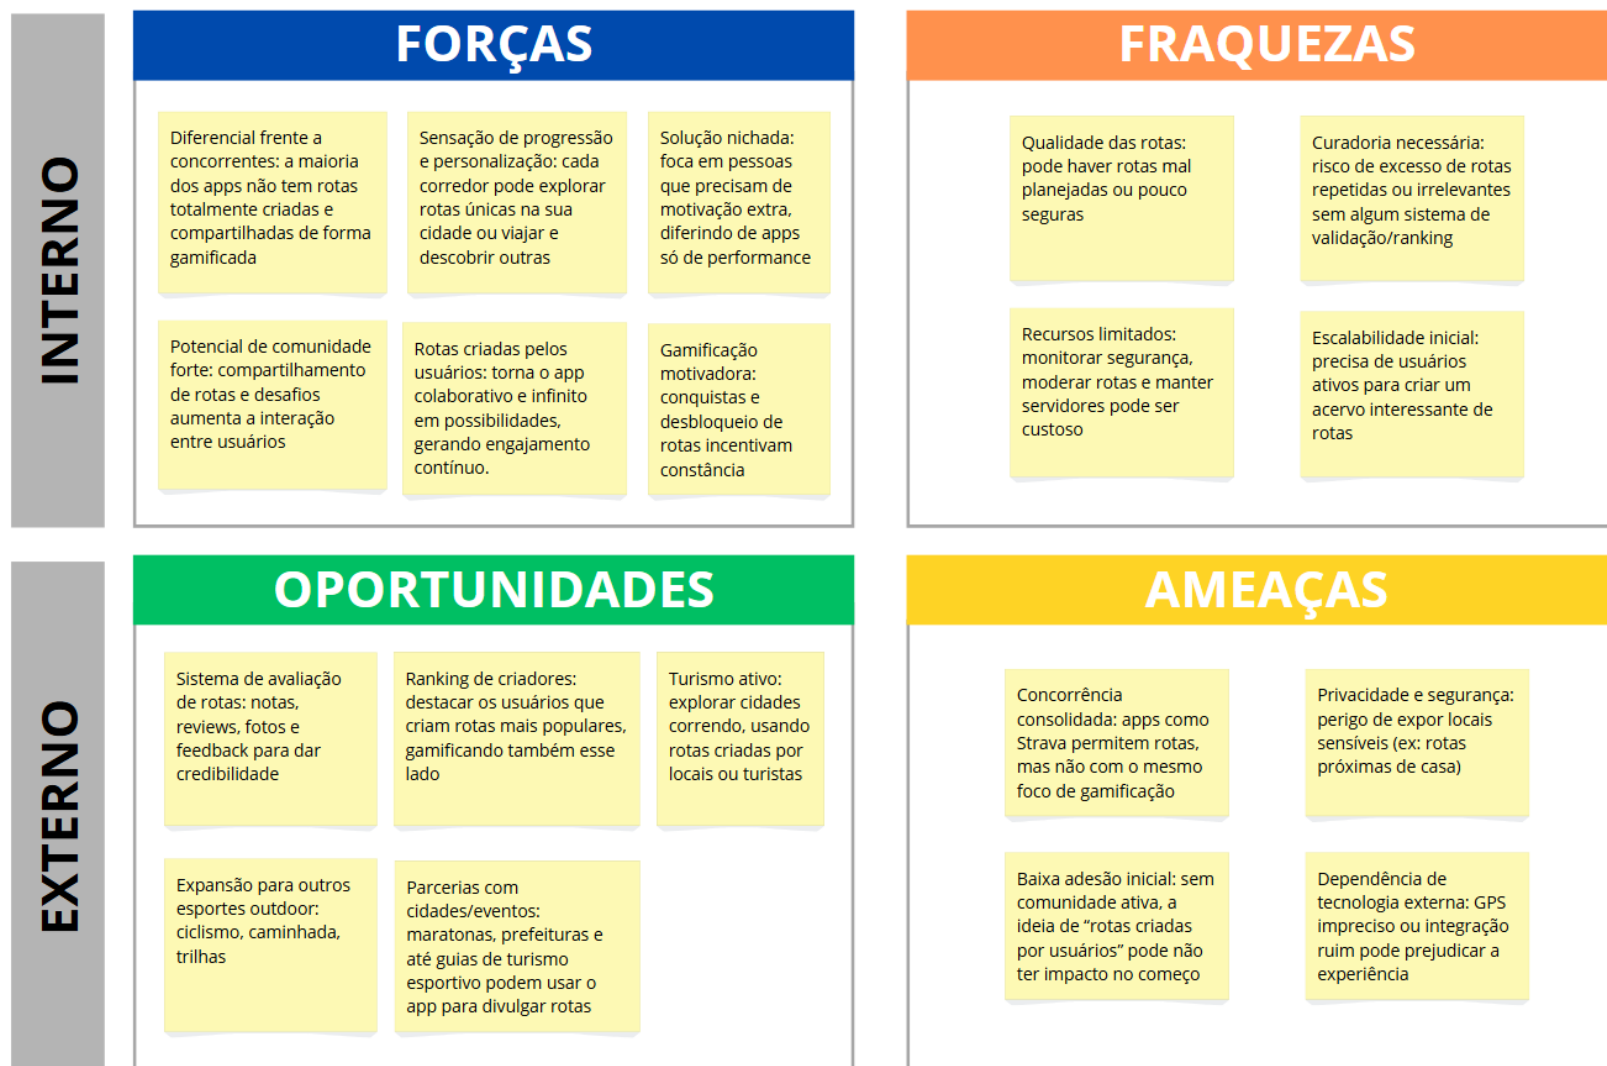 INTERNO
FORÇAS
Diferencial frente a
concorrentes: a maioria
dos apps não tem rotas
totalmente criadas e
compartilhadas de forma
gamificada
Sensação de progressão
e personalização: cada
corredor pode explorar
rotas únicas na sua
cidade ou viajar e
descobrir outras
Solução nichada:
foca em pessoas
que precisam de
motivação extra,
diferindo de apps
só de performance
Potencial de comunidade
forte: compartilhamento
de rotas e desafios
aumenta a interação
entre usuários
Rotas criadas pelos
usuários: torna o app
colaborativo e infinito
em possibilidades,
gerando engajamento
contínuo.
Gamificação
motivadora:
conquistas e
desbloqueio de
rotas incentivam
constância
FRAQUEZAS
Qualidade das rotas:
pode haver rotas mal
planejadas ou pouco
seguras
Curadoria necessária:
risco de excesso de rotas
repetidas ou irrelevantes
sem algum sistema de
validação/ranking
Recursos limitados:
monitorar segurança,
moderar rotas e manter
servidores pode ser
custoso
Escalabilidade inicial:
precisa de usuários
ativos para criar um
acervo interessante de
rotas
EXTERNO
OPORTUNIDADES
Sistema de avaliação
de rotas: notas,
reviews, fotos e
feedback para dar
credibilidade
Ranking de criadores:
destacar os usuários que
criam rotas mais populares,
gamificando também esse
lado
Turismo ativo:
explorar cidades
correndo, usando
rotas criadas por
locais ou turistas
Expansão para outros
esportes outdoor:
ciclismo, caminhada,
trilhas
Parcerias com
cidades/eventos:
maratonas, prefeituras e
até guias de turismo
esportivo podem usar o
app para divulgar rotas
AMEAÇAS
Concorrência
consolidada: apps como
Strava permitem rotas,
mas não com o mesmo
foco de gamificação
Privacidade e segurança:
perigo de expor locais
sensíveis (ex: rotas
próximas de casa)
Baixa adesão inicial: sem
comunidade ativa, a
ideia de “rotas criadas
por usuários” pode não
ter impacto no começo
Dependência de
tecnologia externa: GPS
impreciso ou integração
ruim pode prejudicar a
experiência